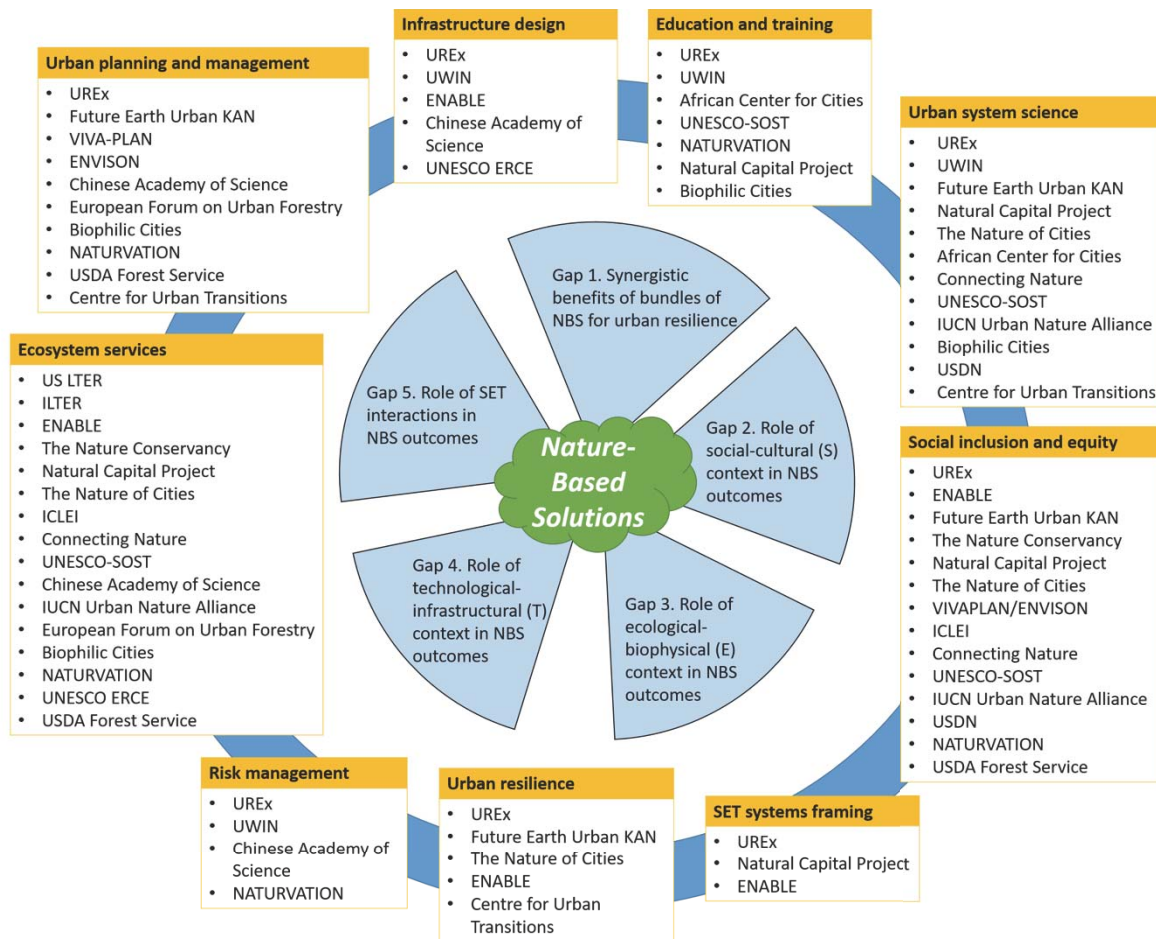 Infrastructure design
• UREx
• UWIN
• ENABLE
• Chinese Academy of
Science
• UNESCO ERCE
Education and training
• UREx
• UWIN
• African Center for Cities
• UNESCO-SOST
• NATURVATION
• Natural Capital Project
• Biophilic Cities
Urban planning and management
• UREx
• Future Earth Urban KAN
• VIVA-PLAN
• ENVISON
• Chinese Academy of Science
• European Forum on Urban Forestry
• Biophilic Cities
• NATURVATION
• USDA Forest Service
• Centre for Urban Transitions
Urban system science
• UREx
• UWIN
• Future Earth Urban KAN
• Natural Capital Project
• The Nature of Cities
• African Center for Cities
• Connecting Nature
• UNESCO-SOST
• IUCN Urban Nature Alliance
• Biophilic Cities
• USDN
• Centre for Urban Transitions
Gap 1. Synergistic
benefits of bundles of
NBS for urban resilience
Gap 5. Role of SET
interactions in
NBS outcomes
Gap 2. Role of
social-cultural (S)
context in NBS
outcomes
Nature-
Based
Solutions
Gap 4. Role of
technological-
infrastructural (T)
context in NBS
outcomes
Gap 3. Role of
ecological-
biophysical (E)
context in NBS
outcomes
Ecosystem services
• US LTER
• ILTER
• ENABLE
• The Nature Conservancy
• Natural Capital Project
• The Nature of Cities
• ICLEI
• Connecting Nature
• UNESCO-SOST
• Chinese Academy of Science
• IUCN Urban Nature Alliance
• European Forum on Urban Forestry
• Biophilic Cities
• NATURVATION
• UNESCO ERCE
• USDA Forest Service
Social inclusion and equity
• UREx
• ENABLE
• Future Earth Urban KAN
• The Nature Conservancy
• Natural Capital Project
• The Nature of Cities
• VIVAPLAN/ENVISON
• ICLEI
• Connecting Nature
• UNESCO-SOST
• IUCN Urban Nature Alliance
• USDN
• NATURVATION
• USDA Forest Service
Risk management
• UREx
• UWIN
• Chinese Academy of
Science
• NATURVATION
Urban resilience
• UREx
• Future Earth Urban KAN
• The Nature of Cities
• ENABLE
• Centre for Urban
Transitions
SET systems framing
• UREx
• Natural Capital Project
• ENABLE